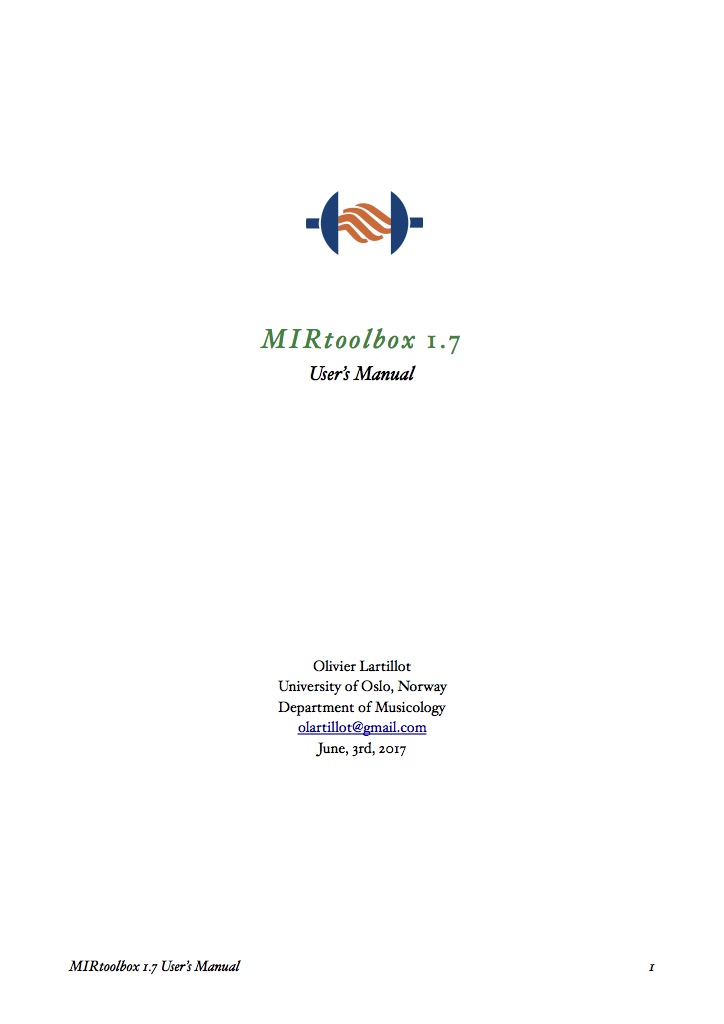 MIRtoolbox 1.7
User's Manual
Olivier Lartillot
University of Oslo, Norway
Department of Musicology
olartillot@gmail.com
June, 3rd, 2017
MIRtoolbox 1.7 User's Manual 1